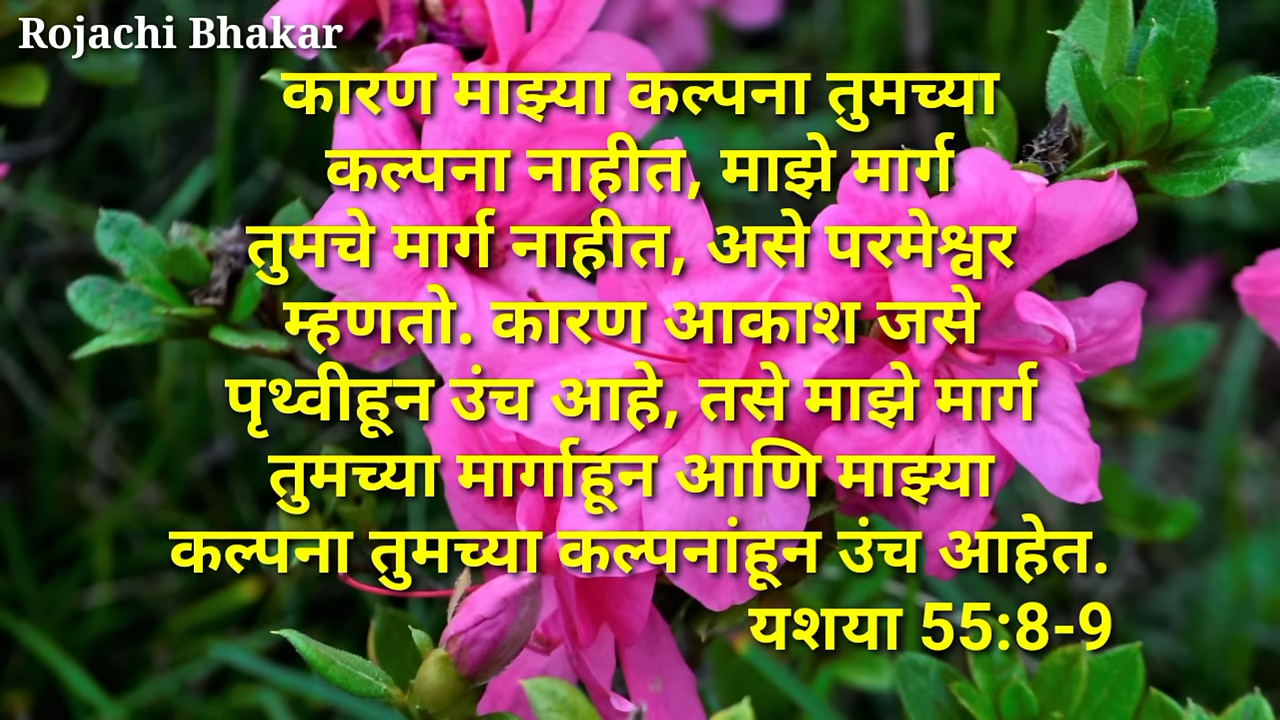 Rojachi Bhakar
कारण माझ्या कल्पना तुमच्या
कल्पना नाहीत, माझे मार्ग
तुमचे मार्ग नाहीत, असे परमेश्वर
म्हणतो. कारण आकाश जसे
पृथ्वीहून उंच आहे, तसे माझे मार्ग
तुमच्या मार्गाहून आणि माझ्या
कल्पना तुमच्या कल्पनांहून उंच आहेत.
यशया 55:8-9